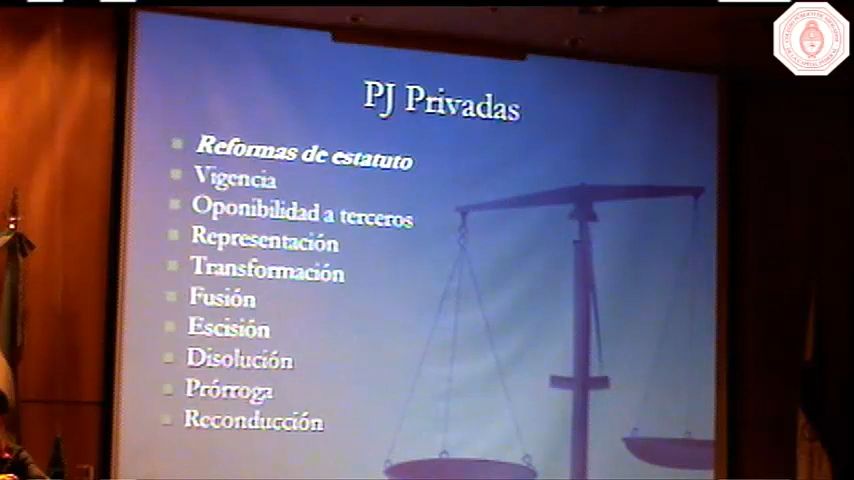 PJ Privadas
Reformas de estatuto
Vigencia
Oponibilidad a terceros
Representación
Transformación
Fusión
Escisión
Disolución
Prórroga
Reconducción